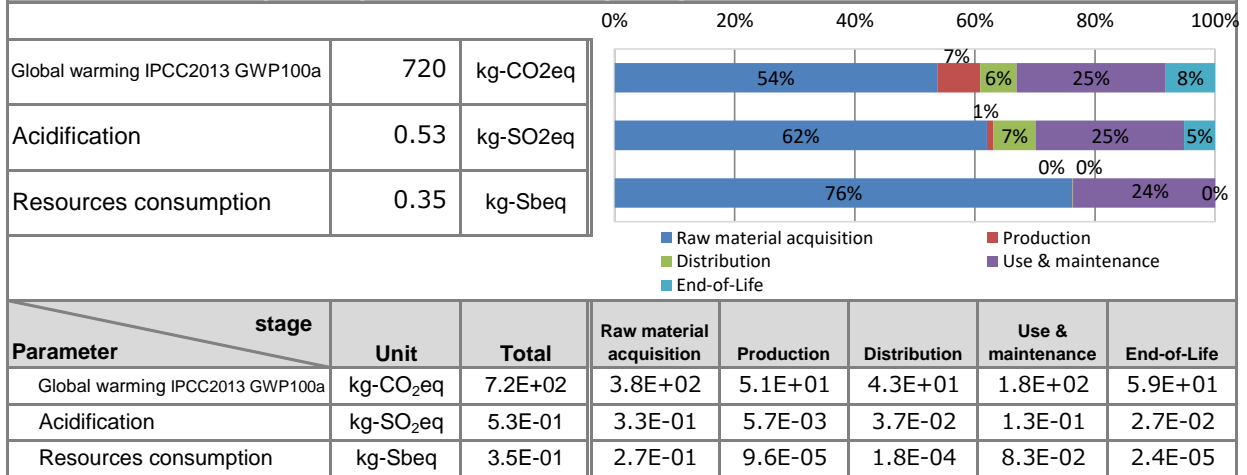 0% 20% 40% 60% 80% 100%
Global warming IPCC2013 GWP100a 720 kg-CO2eq
54% 7% 6% 25% 8%
Acidification 0.53 kg-SO2eq
62% 1% 7% 25% 5%
Resources consumption 0.35 kg-Sbeq
76% 0% 0% 24% 0%
Raw material acquisition Production
Distribution Use & maintenance
End-of-Life
stage
Parameter Unit Total Raw material acquisition Production Distribution Use & maintenance End-of-Life
Global warming IPCC2013 GWP100a kg-CO₂eq 7.2E+02 3.8E+02 5.1E+01 4.3E+01 1.8E+02 5.9E+01
Acidification kg-SO₂eq 5.3E-01 3.3E-01 5.7E-03 3.7E-02 1.3E-01 2.7E-02
Resources consumption kg-Sbeq 3.5E-01 2.7E-01 9.6E-05 1.8E-04 8.3E-02 2.4E-05